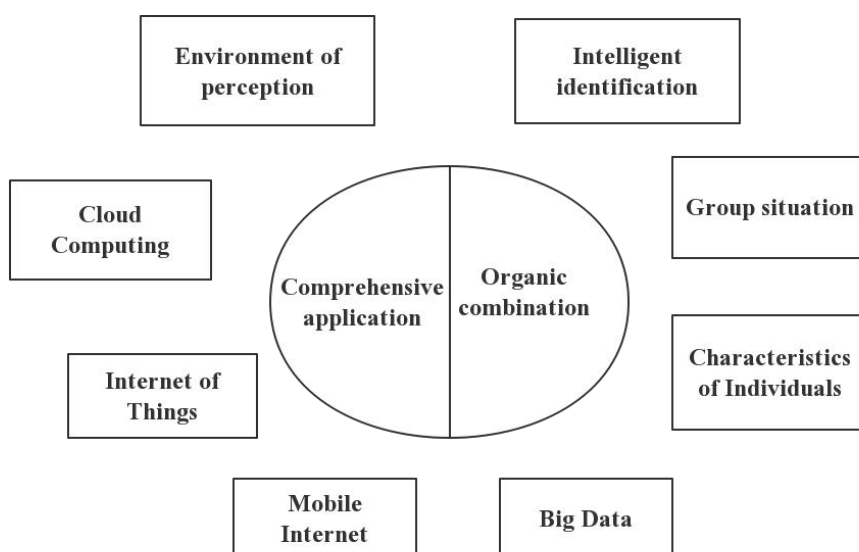 Environment of
perception
Intelligent
identification
Cloud
Computing
Group situation
Comprehensive
application
Organic
combination
Internet of
Things
Characteristics
of Individuals
Mobile
Internet
Big Data